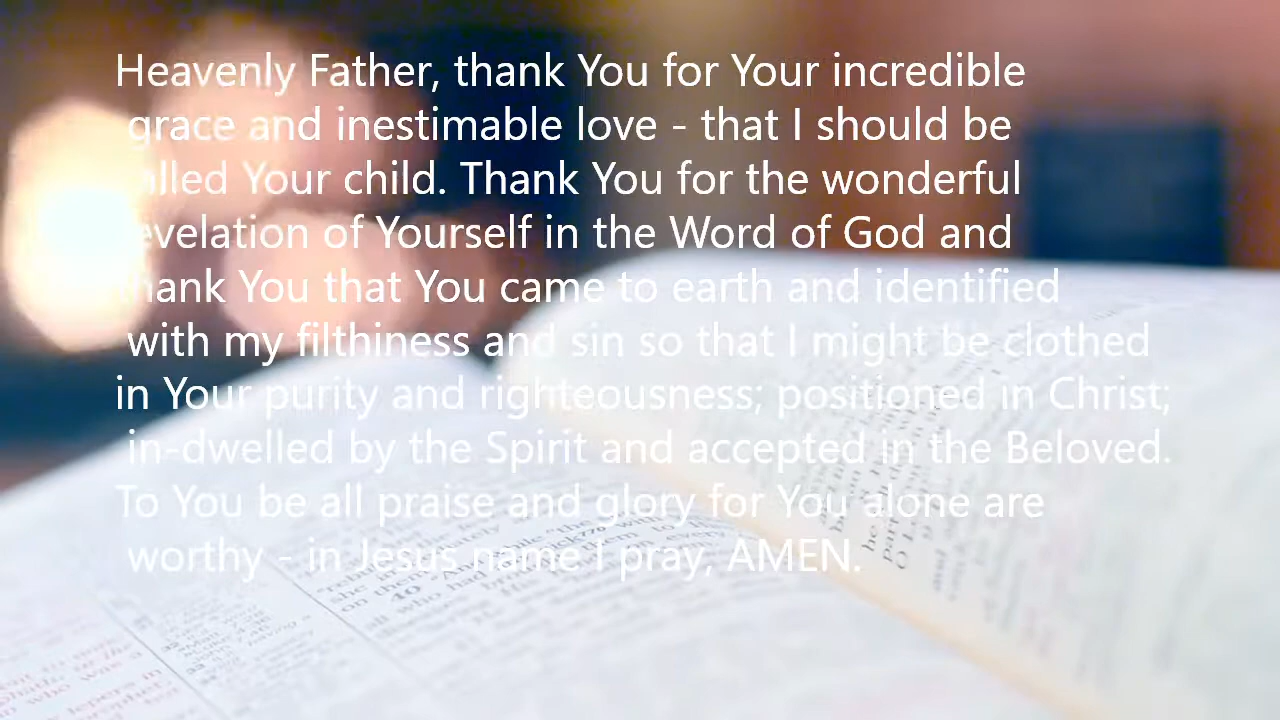 Heavenly Father, thank You for Your incredible
grace and inestimable love - that I should be
called Your child. Thank You for the wonderful
revelation of Yourself in the Word of God and
thank You that You came to earth and identified
with my filthiness and sin so that I might be clothed
in Your purity and righteousness; positioned in Christ;
in-dwelled by the Spirit and accepted in the Beloved.
To You be all praise and glory for You alone are
worthy - in Jesus name I pray, AMEN.